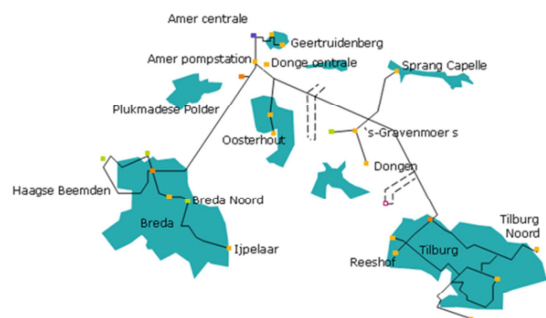 Amer centrale
Geertruidenberg
Amer pompstation
Donge centrale
Sprang Capelle
Plukmadese Polder
Oosterhout
`s-Gravenmoer s
Dongen
Haagse Beemden
Breda Noord
Breda
Ijpelaar
Tilburg
Noord
Tilburg
Reeshof